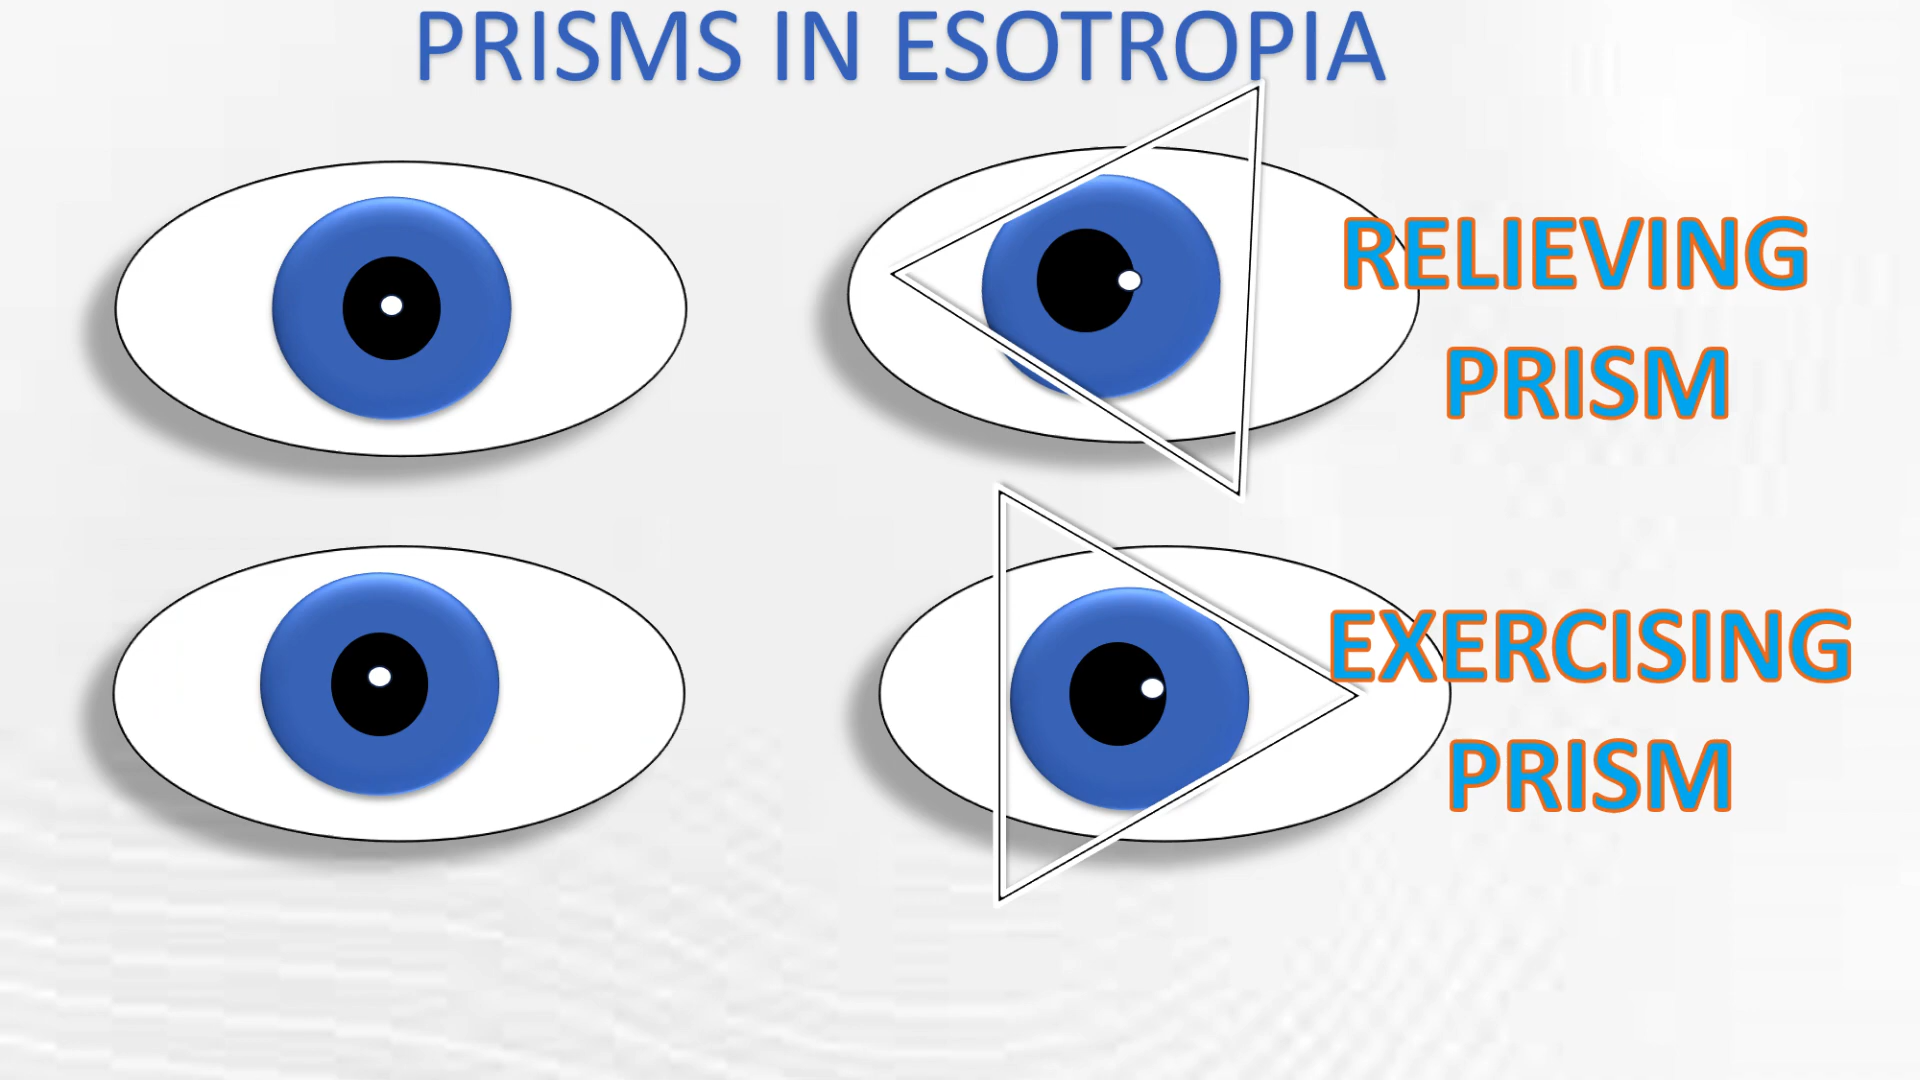 PRISMS IN ESOTROPIA
RELIEVING
PRISM
EXERCISING
PRISM